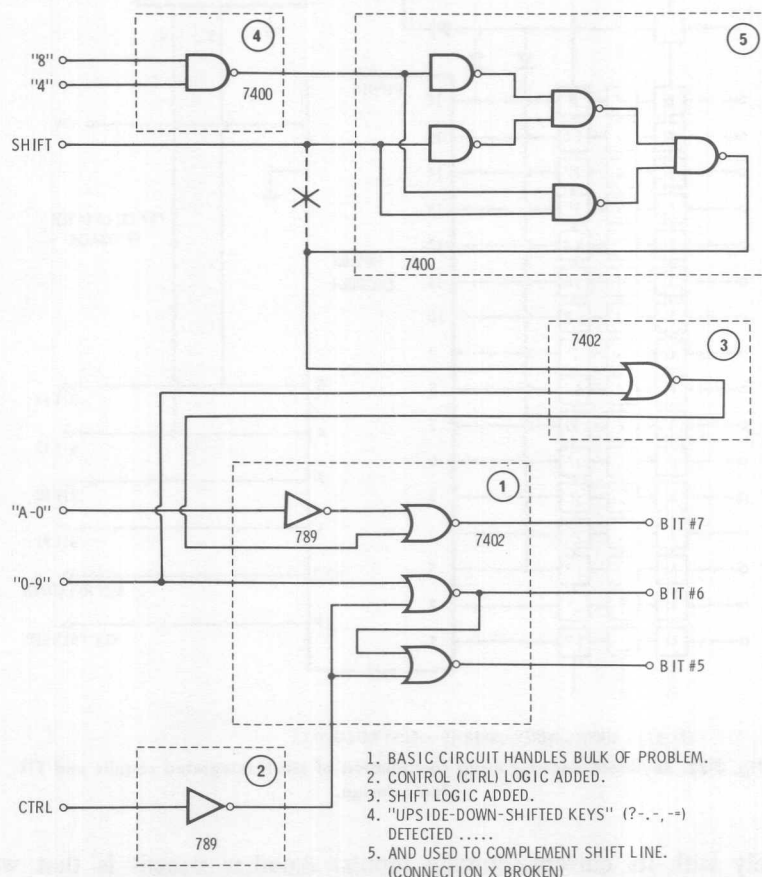 4
5
"8"
"4"
7400
SHIFT
7400
7402
3
1
"A-0"
789
7402
BIT #7
"0-9"
BIT #6
BIT #5
2
CTRL
789
1. BASIC CIRCUIT HANDLES BULK OF PROBLEM.
2. CONTROL (CTRL) LOGIC ADDED.
3. SHIFT LOGIC ADDED.
4. "UPSIDE-DOWN-SHIFTED KEYS" (?-.-,-=)
DETECTED .....
5. AND USED TO COMPLEMENT SHIFT LINE.
(CONNECTION X BROKEN)